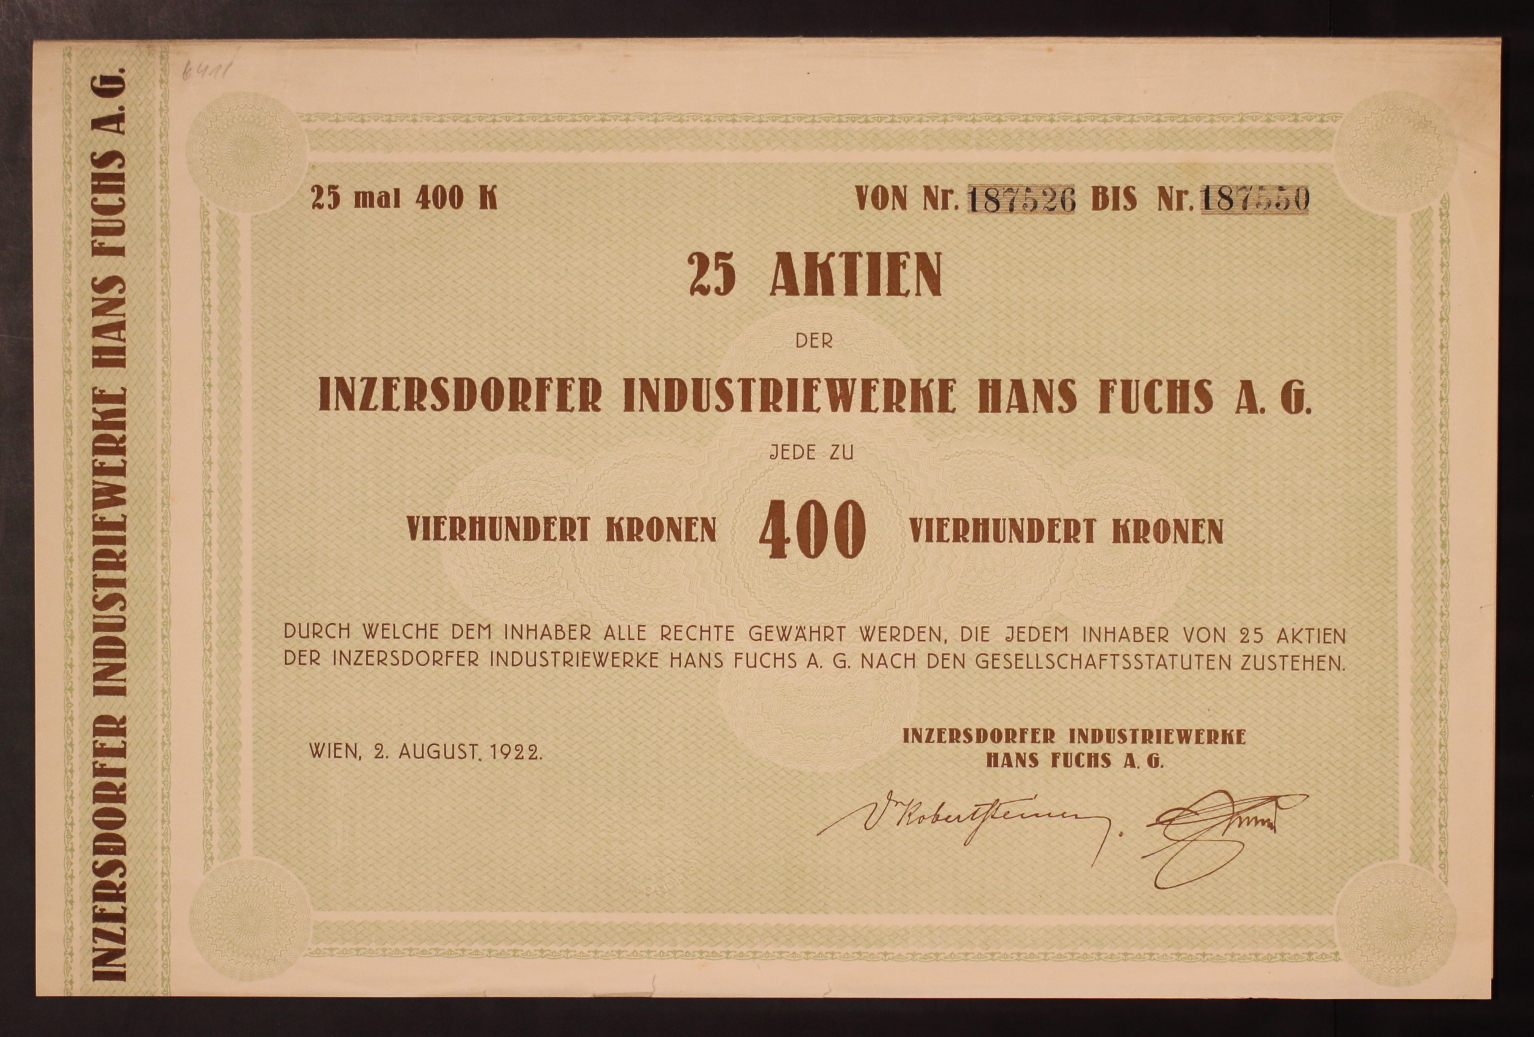 INZERSDORFER INDUSTRIEWERKE HANS FUCHS A. G.
25 mal 400 K
VON Nr. 187526 BIS Nr. 187550
25 AKTIEN
DER
INZERSDORFER INDUSTRIEWERKE HANS FUCHS A. G.
JEDE ZU
VIERHUNDERT KRONEN 400 VIERHUNDERT KRONEN
DURCH WELCHE DEM INHABER ALLE RECHTE GEWÄHRT WERDEN, DIE JEDEM INHABER VON 25 AKTIEN
DER INZERSDORFER INDUSTRIEWERKE HANS FUCHS A. G. NACH DEN GESELLSCHAFTSSTATUTEN ZUSTEHEN.
WIEN, 2. AUGUST. 1922.
INZERSDORFER INDUSTRIEWERKE
HANS FUCHS A. G.
Dr Robert